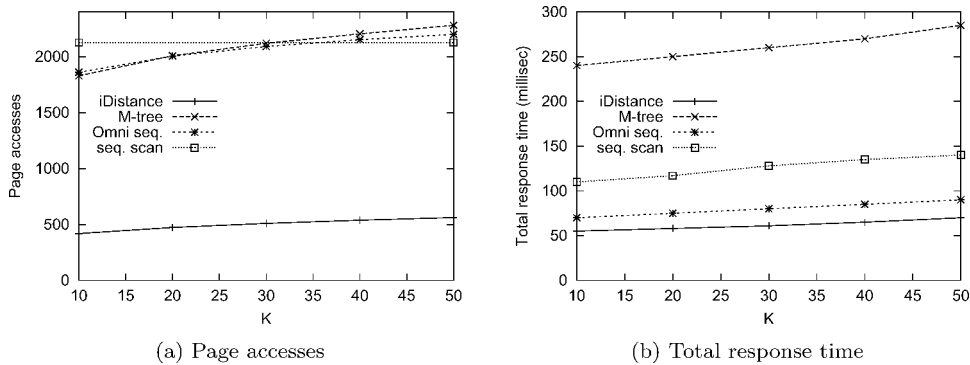 2000
1500
1000
500
0
Page accesses
iDistance
M-tree
Omni seq.
seq. scan
10 15 20 25 30 35 40 45 50
K
(a) Page accesses
300
250
200
150
100
50
0
Total response time (millisec)
iDistance
M-tree
Omni seq.
seq. scan
10 15 20 25 30 35 40 45 50
K
(b) Total response time